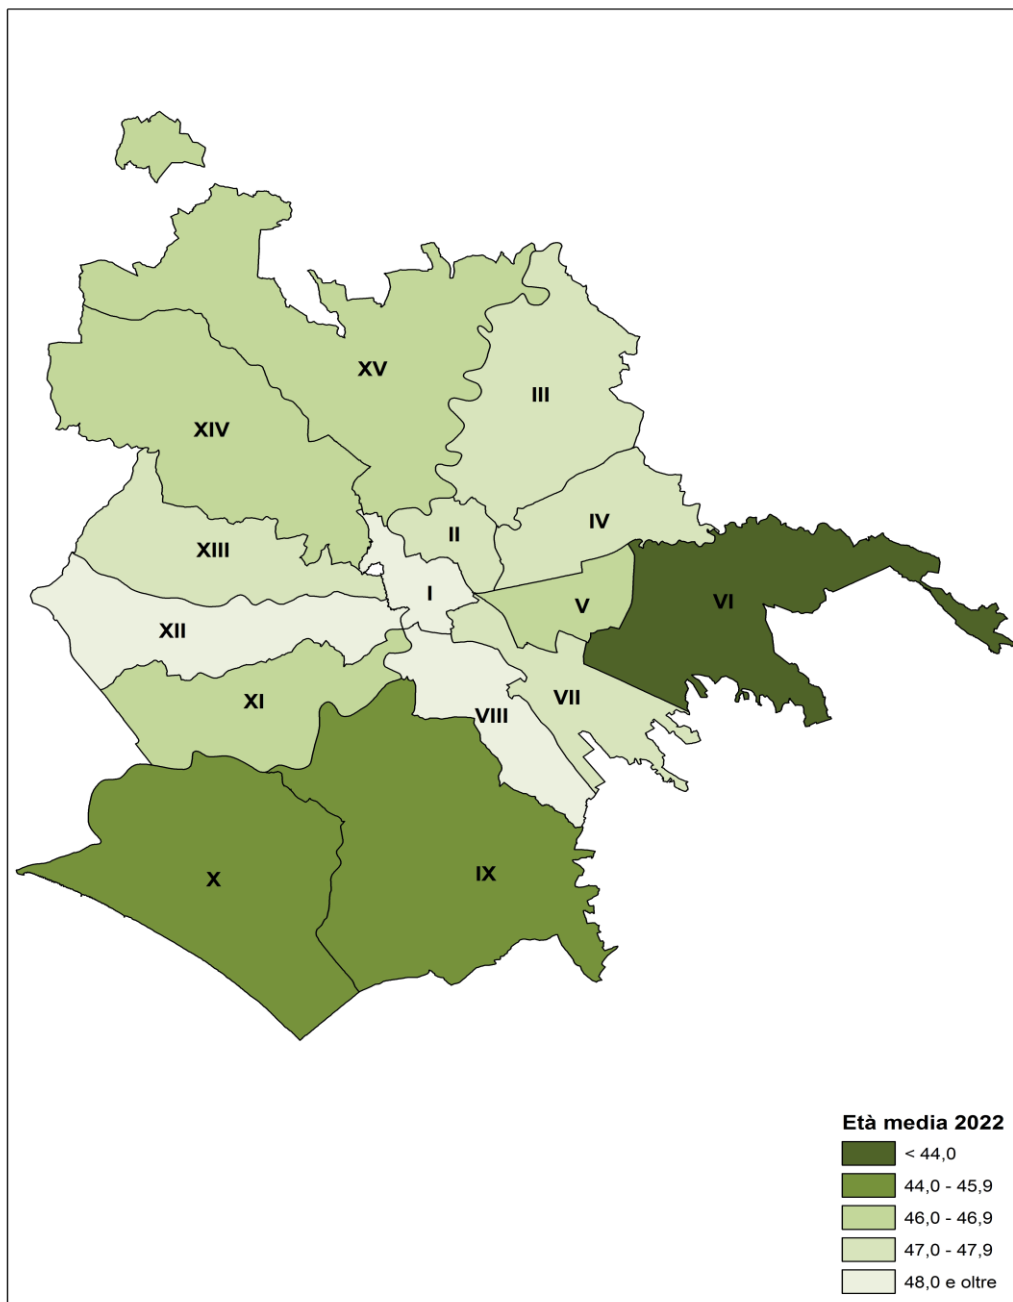 XV
III
XIV
IV
II
XIII
I
V
VI
XII
XI
VII
VIII
IX
X
Età media 2022
< 44,0
44,0 - 45,9
46,0 - 46,9
47,0 - 47,9
48,0 e oltre